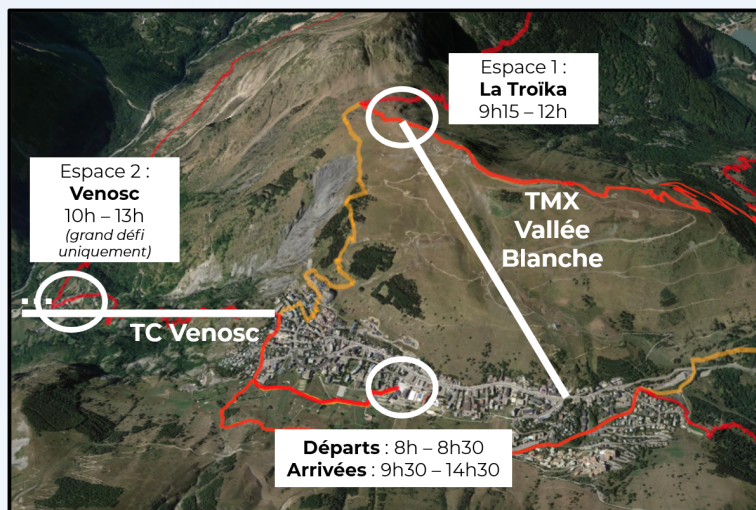 Espace 1 :
La Troïka
9h15 – 12h
Espace 2 :
Venosc
10h – 13h
(grand défi
uniquement)
TMX
Vallée
Blanche
TC Venosc
Départs : 8h – 8h30
Arrivées : 9h30 – 14h30